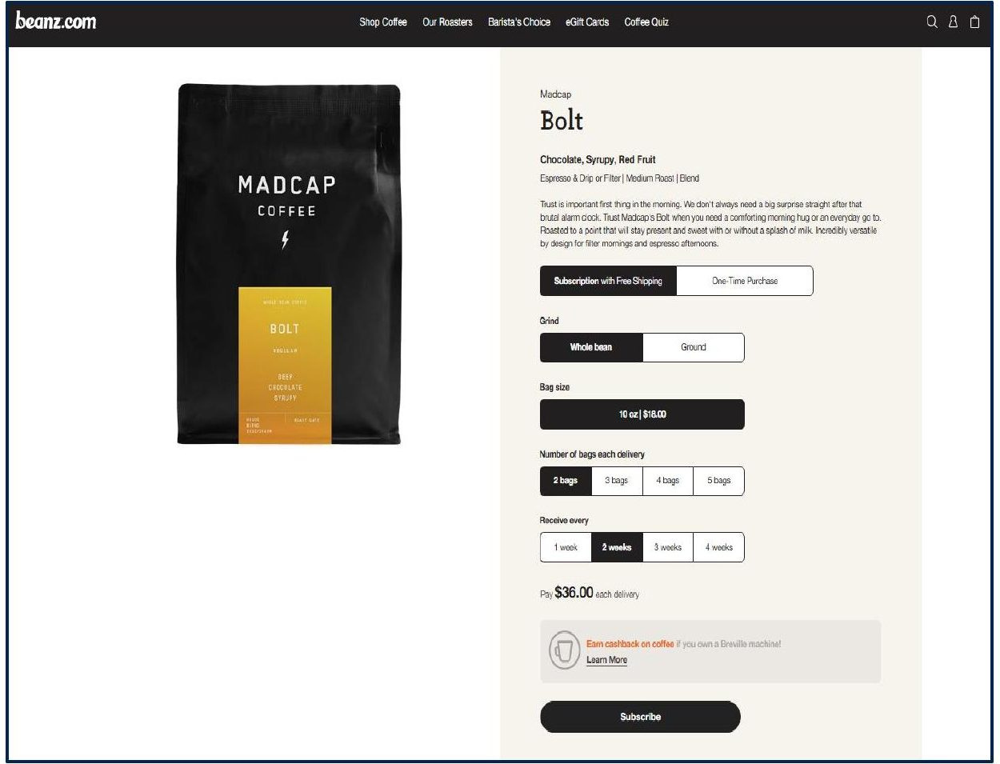 beanz.com
Shop Coffee Our Roasters Barista's Choice eGift Cards Coffee Quiz
MADCAP
COFFEE
WHOLE BEAN COFFEE
BOLT
REGULAR
DEEP
CHOCOLATE
SYRUPY
HOUSE
BLEND
ROAST DATE
Madcap
Bolt
Chocolate, Syrupy, Red Fruit
Espresso & Drip or Filter | Medium Roast | Blend
Trust is important first thing in the morning. We don't always need a big surprise straight after that
brutal alarm clock. Trust Madcap's Bolt when you need a comforting morning hug or an everyday go to.
Roasted to a point that will stay present and sweet with or without a splash of milk. Incredibly versatile
by design for filter mornings and espresso afternoons.
Subscription with Free Shipping One-Time Purchase
Grind
Whole bean Ground
Bag size
10 oz | $18.00
Number of bags each delivery
2 bags 3 bags 4 bags 5 bags
Receive every
1 week 2 weeks 3 weeks 4 weeks
Pay $36.00 each delivery
Earn cashback on coffee if you own a Breville machine!
Learn More
Subscribe